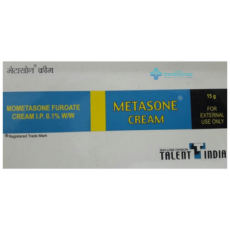 मेटासोन® क्रीम
MOMETASONE FUROATE
CREAM I.P. 0.1% W/W
® Registered Trade Mark
METASONE®
CREAM
15 g
FOR
EXTERNAL
USE ONLY
TALENT INDIA